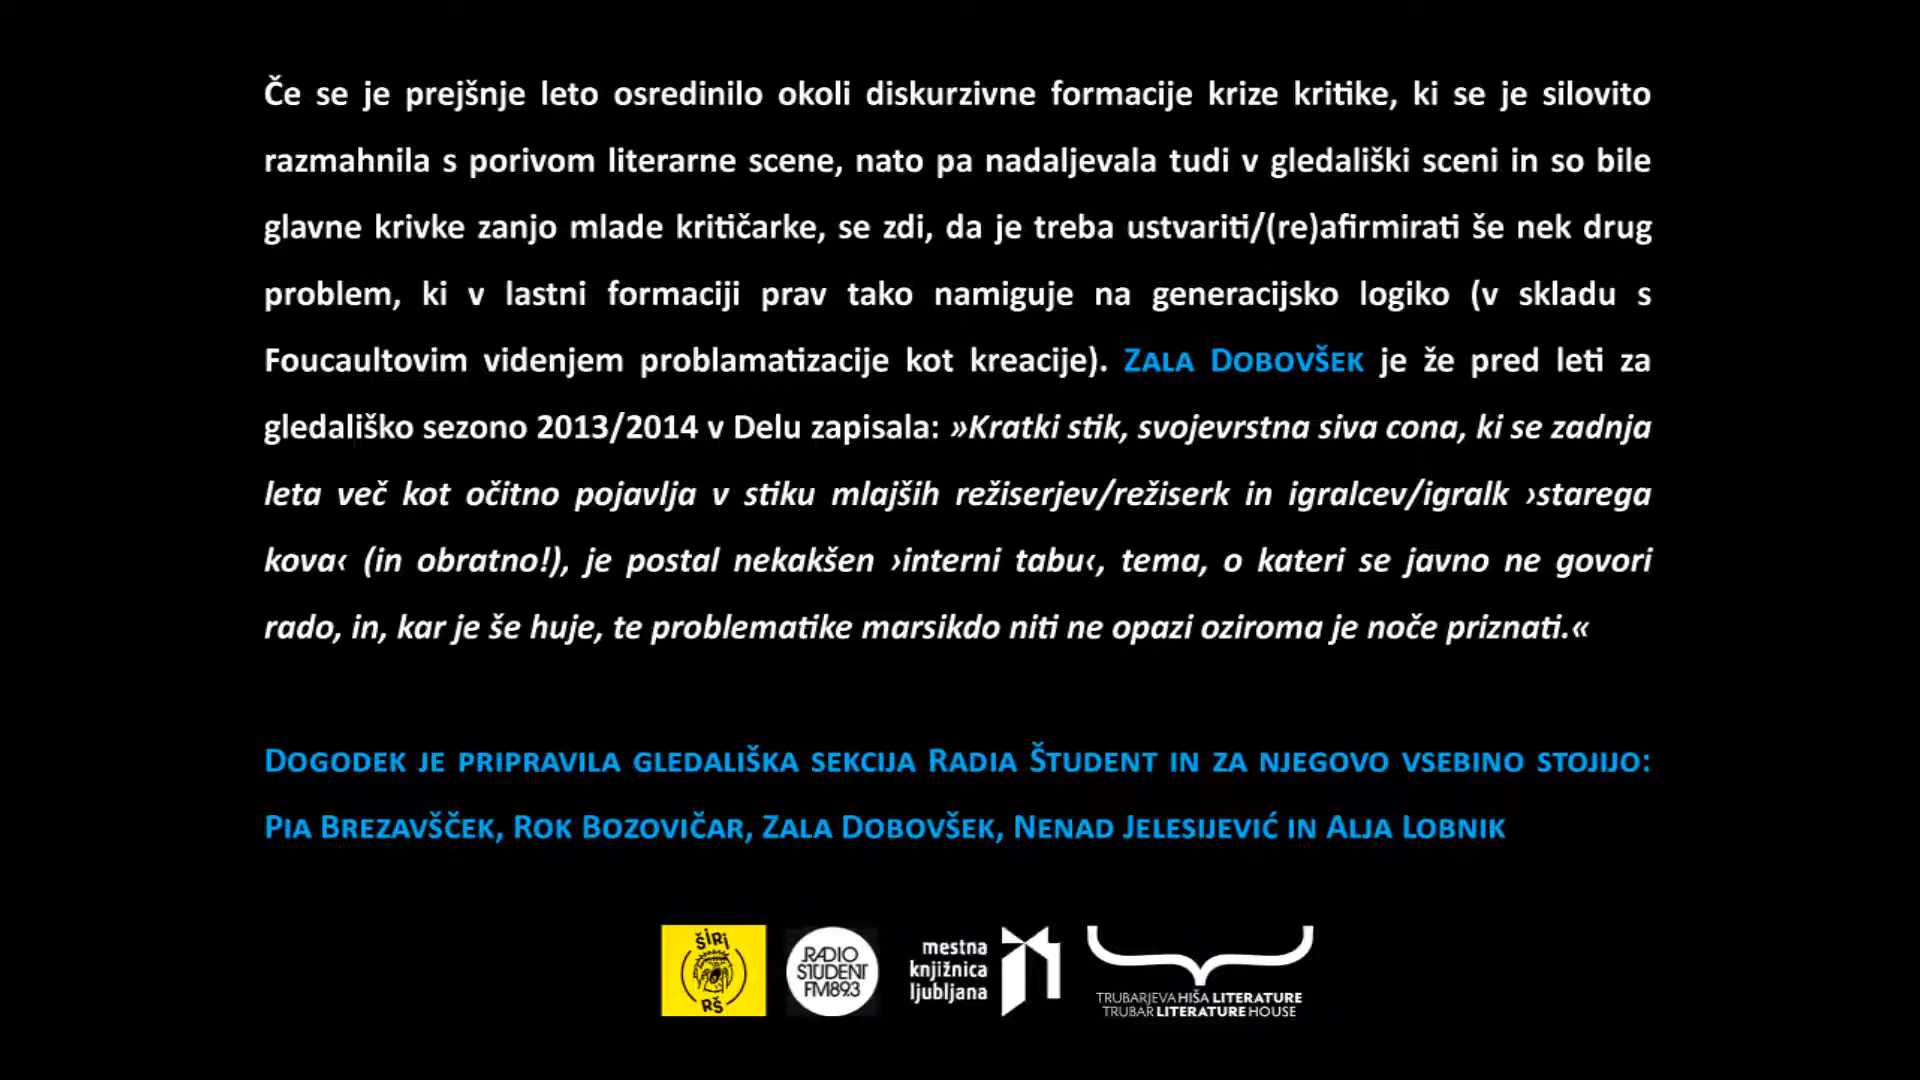 Če se je prejšnje leto osredinilo okoli diskurzivne formacije krize kritike, ki se je silovito
razmahnila s porivom literarne scene, nato pa nadaljevala tudi v gledališki sceni in so bile
glavne krivke zanjo mlade kritičarke, se zdi, da je treba ustvariti/(re)afirmirati še nek drug
problem, ki v lastni formaciji prav tako namiguje na generacijsko logiko (v skladu s
Foucaultovim videnjem problamatizacije kot kreacije). ZALA DOBOVŠEK je že pred leti za
gledališko sezono 2013/2014 v Delu zapisala: »Kratki stik, svojevrstna siva cona, ki se zadnja
leta več kot očitno pojavlja v stiku mlajših režiserjev/režiserk in igralcev/igralk ›starega
kova‹ (in obratno!), je postal nekakšen ›interni tabu‹, tema, o kateri se javno ne govori
rado, in, kar je še huje, te problematike marsikdo niti ne opazi oziroma je noče priznati.«
DOGODEK JE PRIPRAVILA GLEDALIŠKA SEKCIJA RADIA ŠTUDENT IN ZA NJEGOVO VSEBINO STOJIJO:
PIA BREZAVŠČEK, ROK BOZOVIČAR, ZALA DOBOVŠEK, NENAD JELESIJEVIĆ IN ALJA LOBNIK
ŠIRI
RŠ
RADIO
ŠTUDENT
FM89.3
mestna
knjižnica
ljubljana
TRUBARJEVA HIŠA LITERATURE
TRUBAR LITERATURE HOUSE